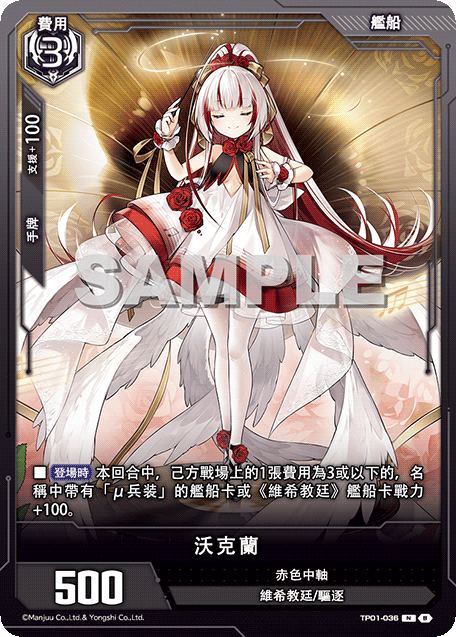 費用
3
艦船
支援+100
手牌
SAMPLE
■ 登場時 本回合中，己方戰場上的1張費用為3或以下的，名
稱中帶有「μ兵装」的艦船卡或《維希教廷》艦船卡戰力
+100。
沃克蘭
500
赤色中軸
維希教廷/驅逐
©Manjuu Co.,Ltd. & Yongshi Co.,Ltd.
TP01-036 N B